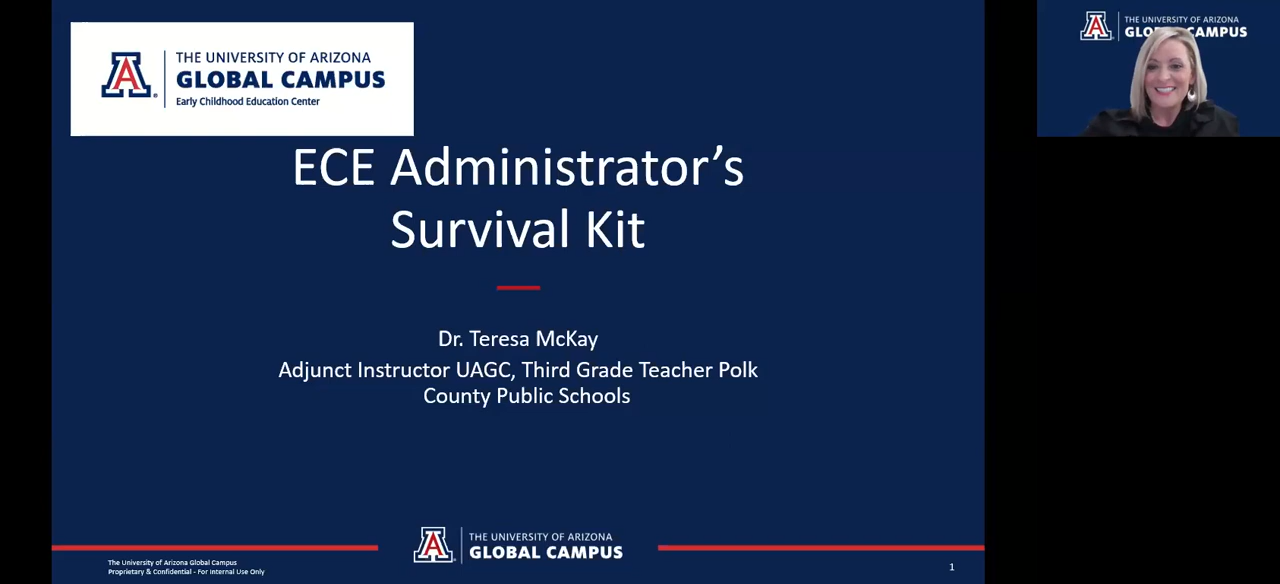 THE UNIVERSITY OF ARIZONA
GLOBAL CAMPUS
Early Childhood Education Center
ECE Administrator's
Survival Kit
Dr. Teresa McKay
Adjunct Instructor UAGC, Third Grade Teacher Polk
County Public Schools
THE UNIVERSITY OF ARIZONA
GLOBAL CAMPUS
The University of Arizona Global Campus
Proprietary & Confidential - For Internal Use Only
1
THE UNIVERSITY OF ARIZONA
GLOBAL CAMPUS